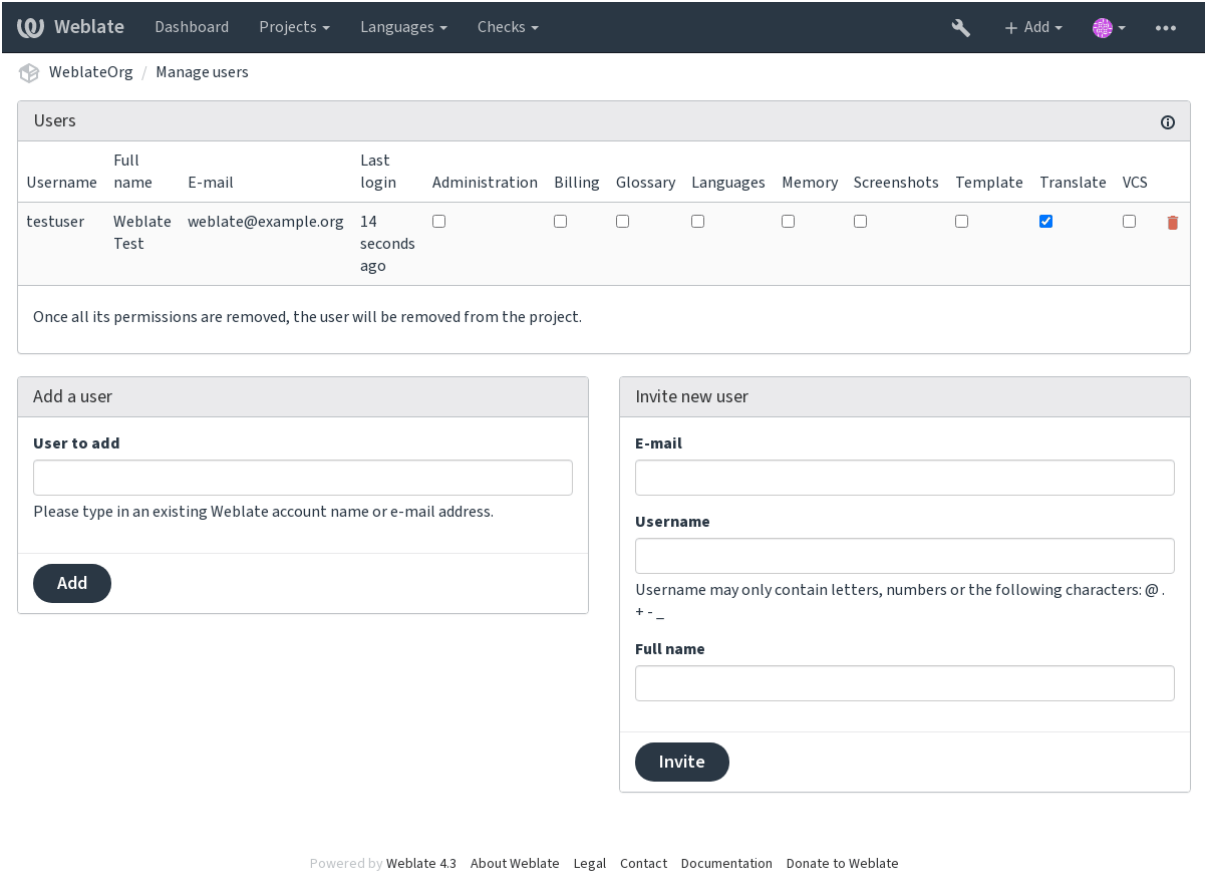 Weblate Dashboard Projects Languages Checks + Add
WeblateOrg / Manage users
Users
Username Full name E-mail Last login Administration Billing Glossary Languages Memory Screenshots Template Translate VCS
testuser Weblate weblate@example.org 14
Test seconds
ago
Once all its permissions are removed, the user will be removed from the project.
Add a user
User to add
Please type in an existing Weblate account name or e-mail address.
Add
Invite new user
E-mail
Username
Username may only contain letters, numbers or the following characters: @ .
+ - _
Full name
Invite
Powered by Weblate 4.3 About Weblate Legal Contact Documentation Donate to Weblate